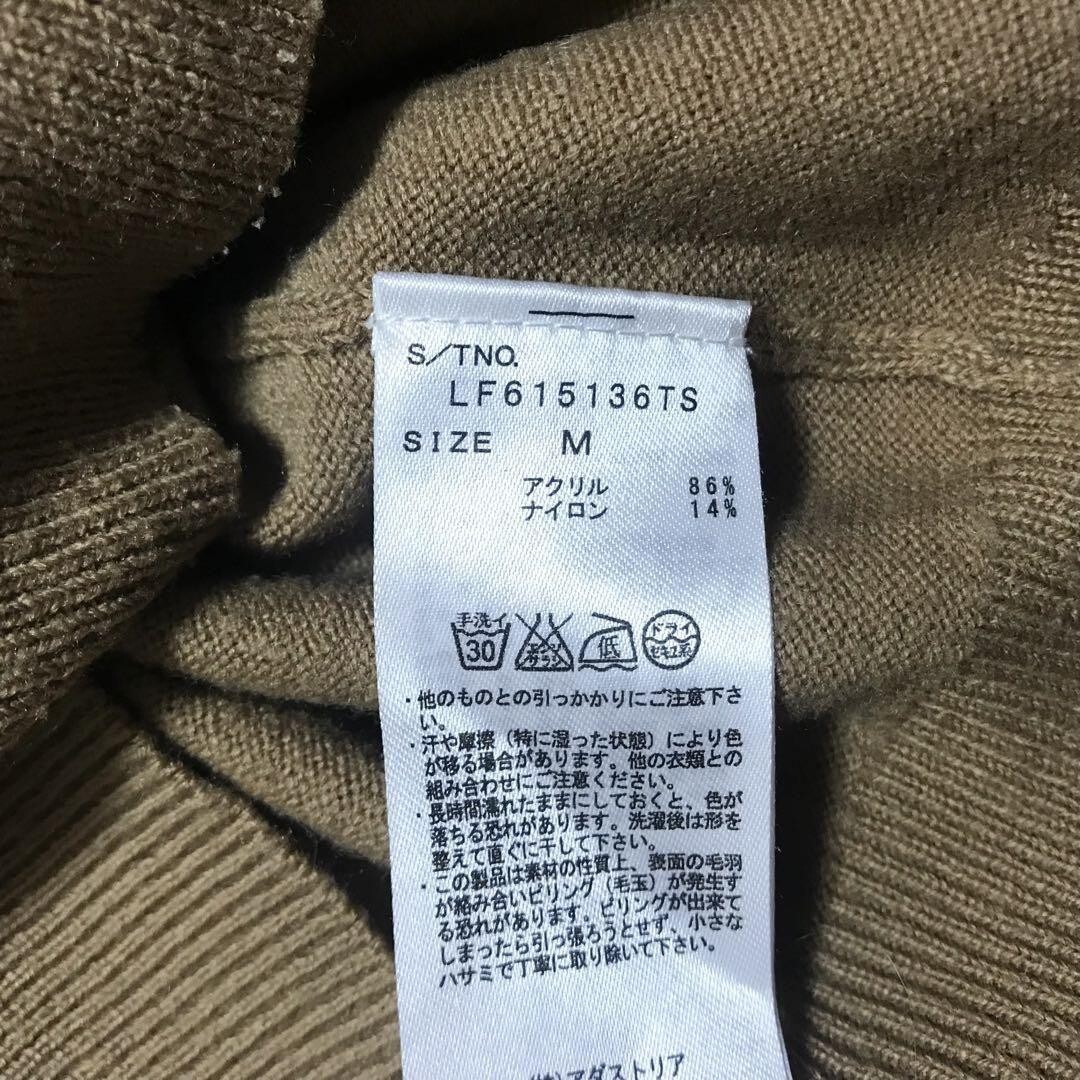 S/TNO.
LF615136TS
SIZE M
アクリル 86%
ナイロン 14%
手洗イ
30
エンソ
サラシ
低
ドライ
セキユ系
・他のものとの引っかかりにご注意下さ
い。
・汗や摩擦（特に湿った状態）により色
が移る場合があります。他の衣類との
組み合わせにご注意ください。
・長時間濡れたままにしておくと、色が
落ちる恐れがあります。洗濯後は形を
整えて直ぐに干して下さい。
・この製品は素材の性質上、表面の毛羽
が絡み合いピリング（毛玉）が発生す
る恐れがあります。ピリングが出来て
しまったら引っ張ろうとせず、小さな
ハサミで丁寧に取り除いて下さい。
(株)アダストリア